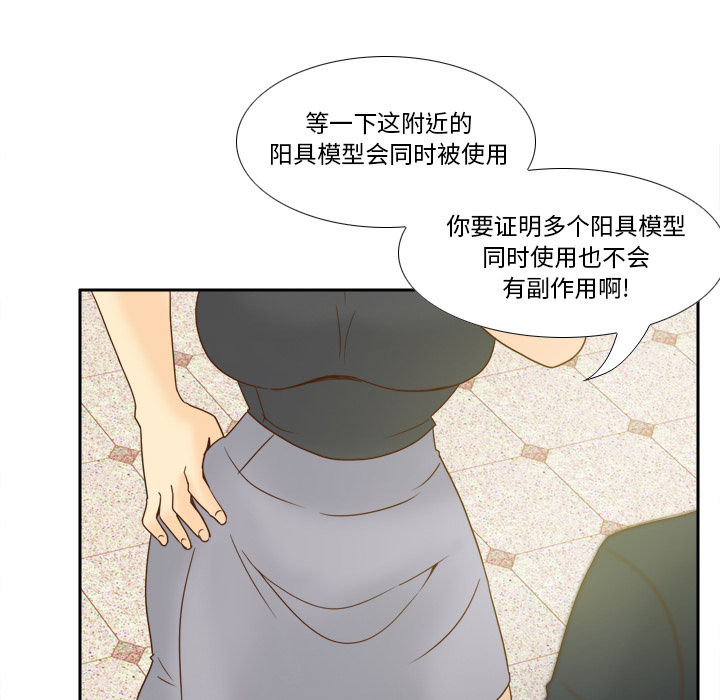 等一下这附近的
阳具模型会同时被使用
你要证明多个阳具模型
同时使用也不会
有副作用啊!